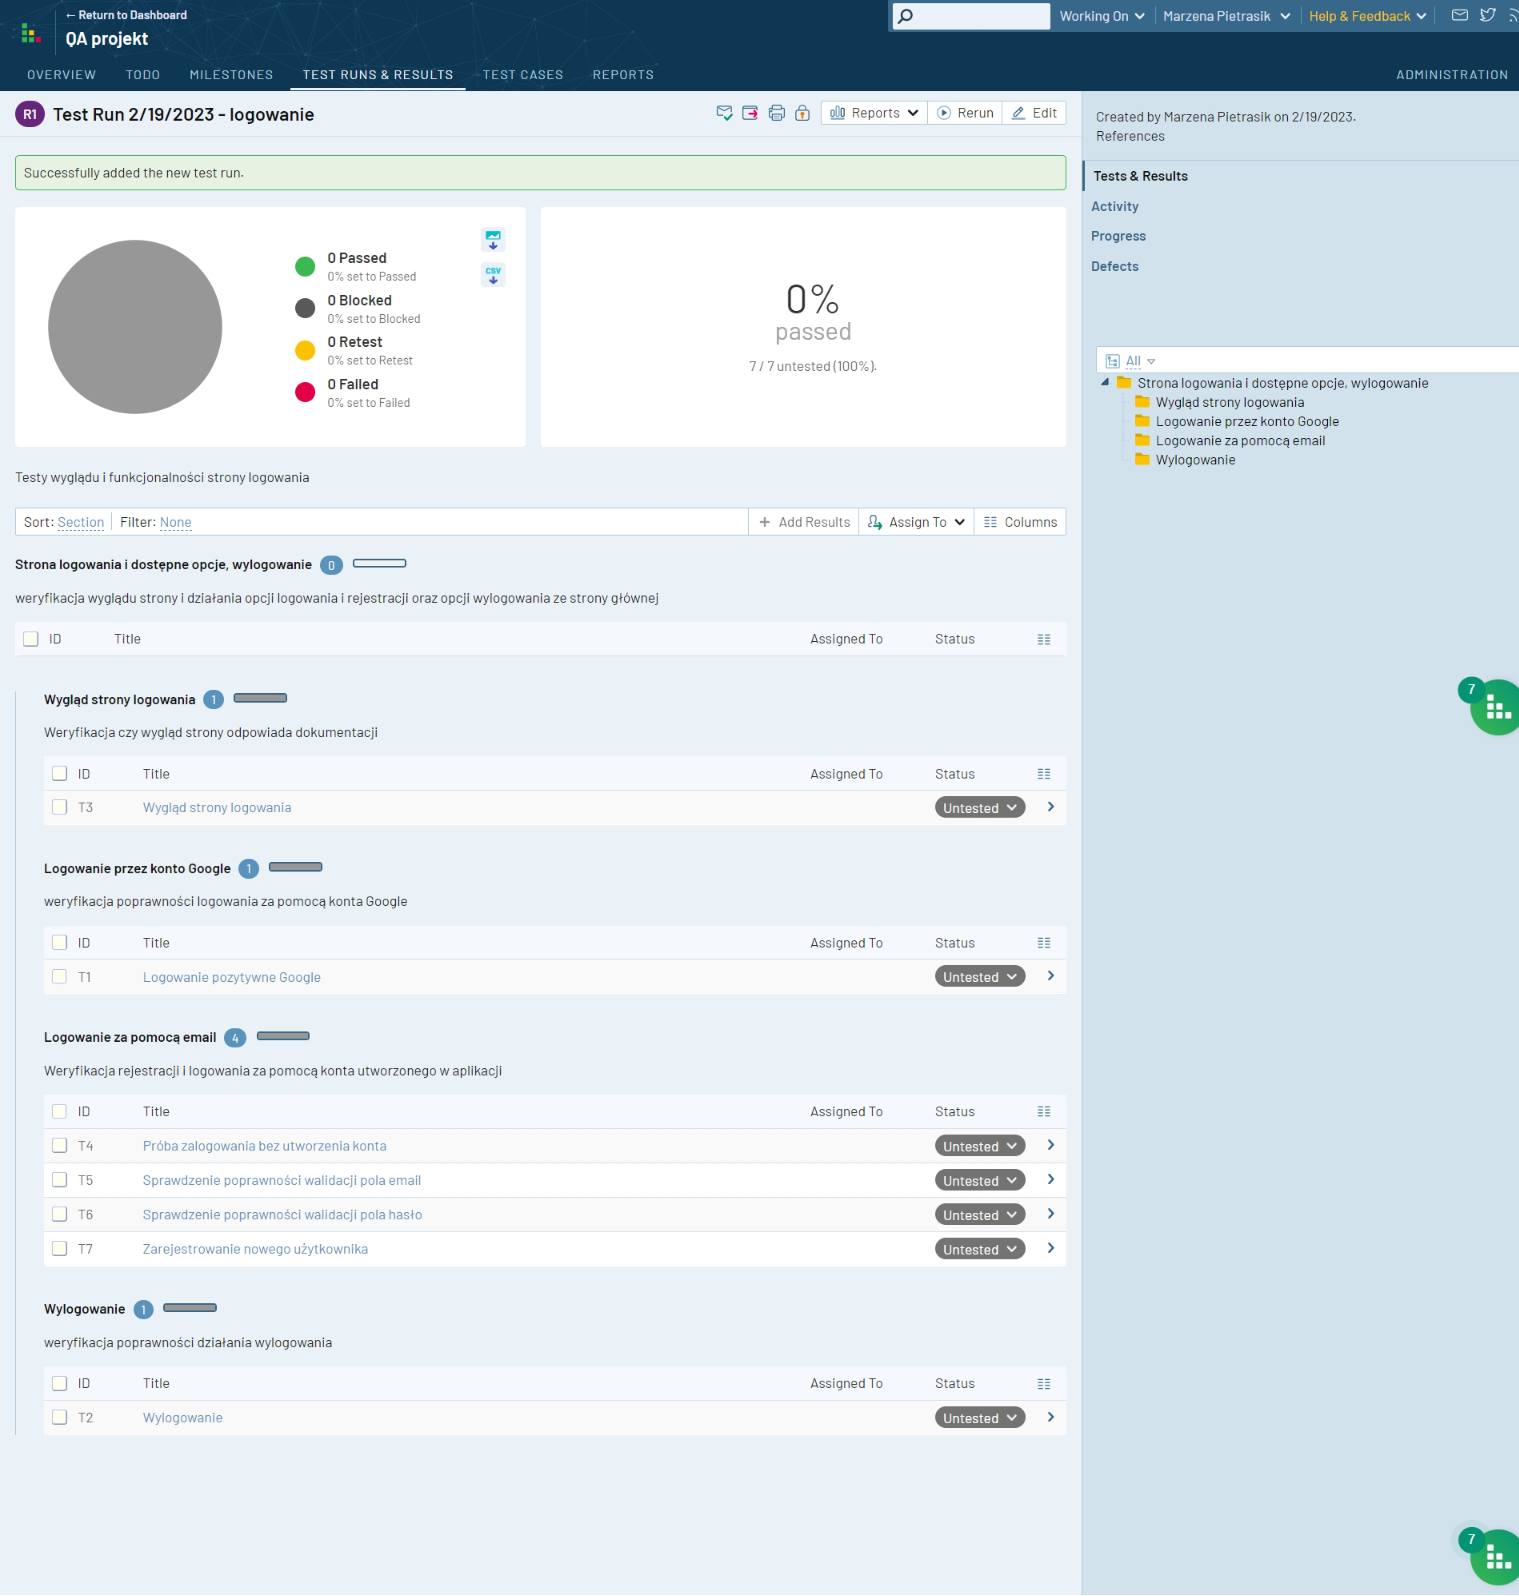 ← Return to Dashboard
QA projekt
Working On
Marzena Pietrasik
Help & Feedback
OVERVIEW
TODO
MILESTONES
TEST RUNS & RESULTS
TEST CASES
REPORTS
ADMINISTRATION
R1 Test Run 2/19/2023 - logowanie
Reports
Rerun
Edit
Successfully added the new test run.
0 Passed
0% set to Passed
0 Blocked
0% set to Blocked
0 Retest
0% set to Retest
0 Failed
0% set to Failed
CSV
0%
passed
7 / 7 untested (100%).
Testy wyglądu i funkcjonalności strony logowania
Sort: Section Filter: None
+ Add Results
Assign To
Columns
Strona logowania i dostępne opcje, wylogowanie 0
weryfikacja wyglądu strony i działania opcji logowania i rejestracji oraz opcji wylogowania ze strony głównej
ID Title Assigned To Status
Wygląd strony logowania 1
Weryfikacja czy wygląd strony odpowiada dokumentacji
ID Title Assigned To Status
T3 Wygląd strony logowania Untested
Logowanie przez konto Google 1
weryfikacja poprawności logowania za pomocą konta Google
ID Title Assigned To Status
T1 Logowanie pozytywne Google Untested
Logowanie za pomocą email 4
Weryfikacja rejestracji i logowania za pomocą konta utworzonego w aplikacji
ID Title Assigned To Status
T4 Próba zalogowania bez utworzenia konta Untested
T5 Sprawdzenie poprawności walidacji pola email Untested
T6 Sprawdzenie poprawności walidacji pola hasło Untested
T7 Zarejestrowanie nowego użytkownika Untested
Wylogowanie 1
weryfikacja poprawności działania wylogowania
ID Title Assigned To Status
T2 Wylogowanie Untested
Created by Marzena Pietrasik on 2/19/2023.
References
Tests & Results
Activity
Progress
Defects
All
Strona logowania i dostępne opcje, wylogowanie
Wygląd strony logowania
Logowanie przez konto Google
Logowanie za pomocą email
Wylogowanie
7
7